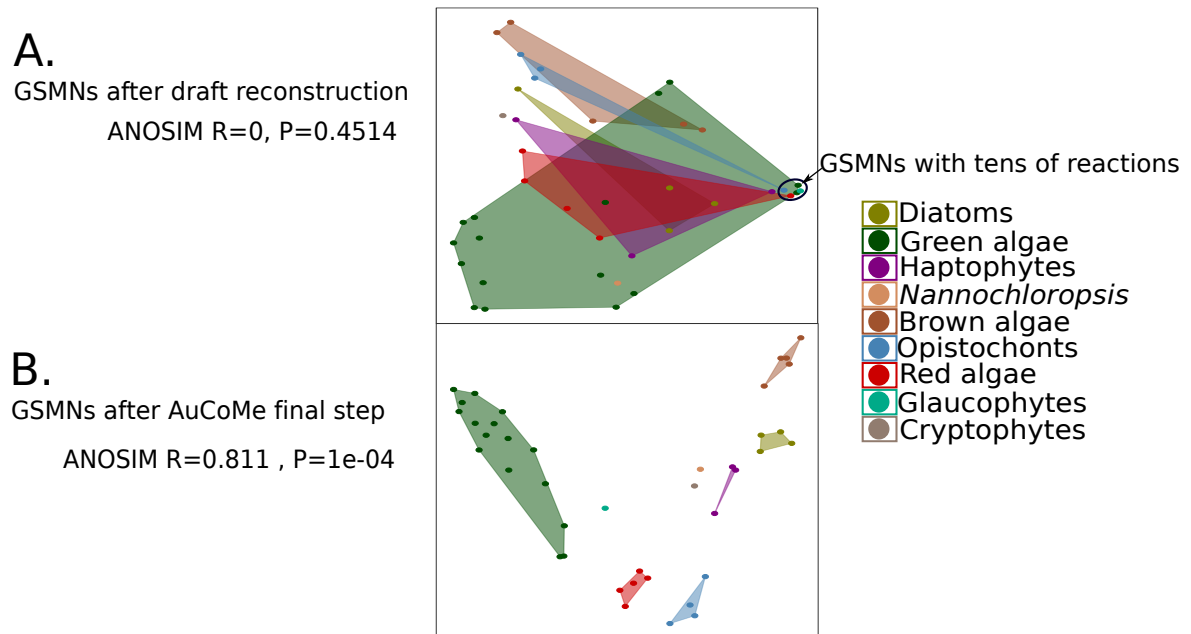 A.
GSMNs after draft reconstruction
ANOSIM R=0, P=0.4514
GSMNs with tens of reactions
Diatoms
Green algae
Haptophytes
Nannochloropsis
Brown algae
Opistochonts
Red algae
Glaucophytes
Cryptophytes
B.
GSMNs after AuCoMe final step
ANOSIM R=0.811 , P=1e-04